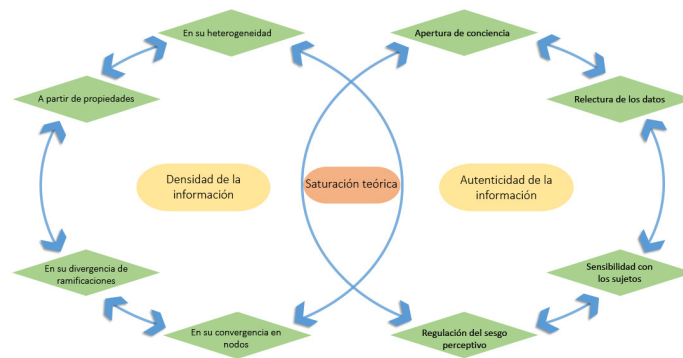 En su heterogeneidad
Apertura de conciencia
A partir de propiedades
Relectura de los datos
Densidad de la
información
Saturación teórica
Autenticidad de la
información
En su divergencia de
ramificaciones
Sensibilidad con
los sujetos
En su convergencia en
nodos
Regulación del sesgo
perceptivo